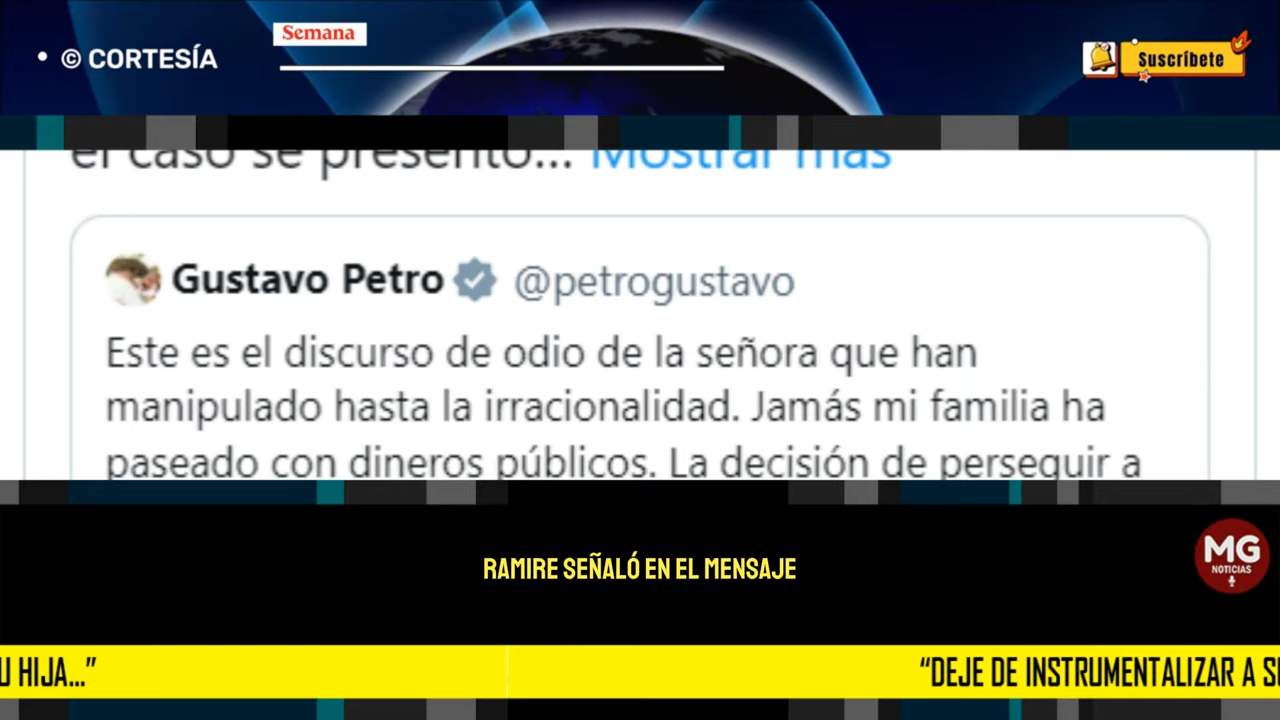 Semana
• © CORTESÍA
Suscríbete
el caso se presentó... Mostrar más
Gustavo Petro @petrogustavo
Este es el discurso de odio de la señora que han
manipulado hasta la irracionalidad. Jamás mi familia ha
paseado con dineros públicos. La decisión de perseguir a
RAMIRE SEÑALÓ EN EL MENSAJE
MG
NOTICIAS
U HIJA..." "DEJE DE INSTRUMENTALIZAR A S